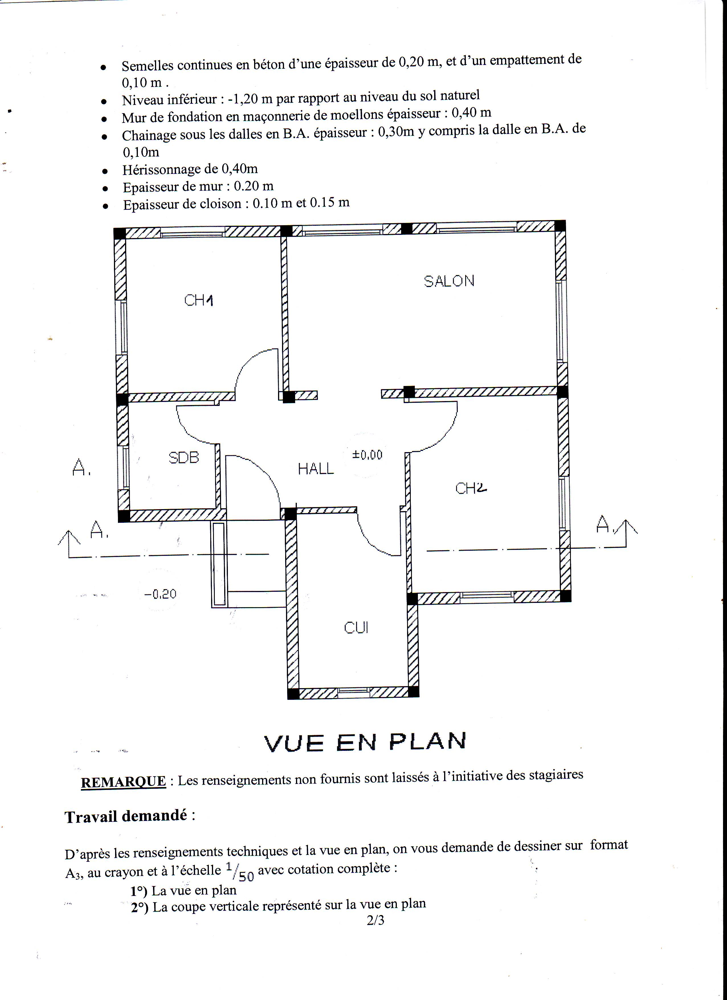 • Semelles continues en béton d'une épaisseur de 0,20 m, et d'un empattement de
0,10 m .
• Niveau inférieur : -1,20 m par rapport au niveau du sol naturel
• Mur de fondation en maçonnerie de moellons épaisseur : 0,40 m
• Chainage sous les dalles en B.A. épaisseur : 0,30m y compris la dalle en B.A. de
0,10m
• Hérissonnage de 0,40m
• Epaisseur de mur : 0.20 m
• Epaisseur de cloison : 0.10 m et 0.15 m
SALON
CH1
±0.00
SDB
HALL
A.
CH2
A.
A.
-0.20
CUI
VUE EN PLAN
REMARQUE : Les renseignements non fournis sont laissés à l'initiative des stagiaires
Travail demandé :
D'après les renseignements techniques et la vue en plan, on vous demande de dessiner sur format
A3, au crayon et à l'échelle 1/50 avec cotation complète :
1°) La vue en plan
2°) La coupe verticale représenté sur la vue en plan
2/3